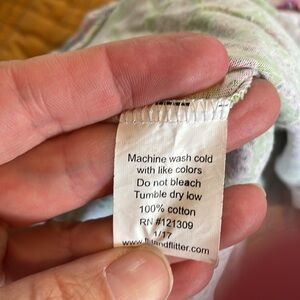 Machine wash cold
with like colors
Do not bleach
Tumble dry low
100% cotton
RN #121309
1/17